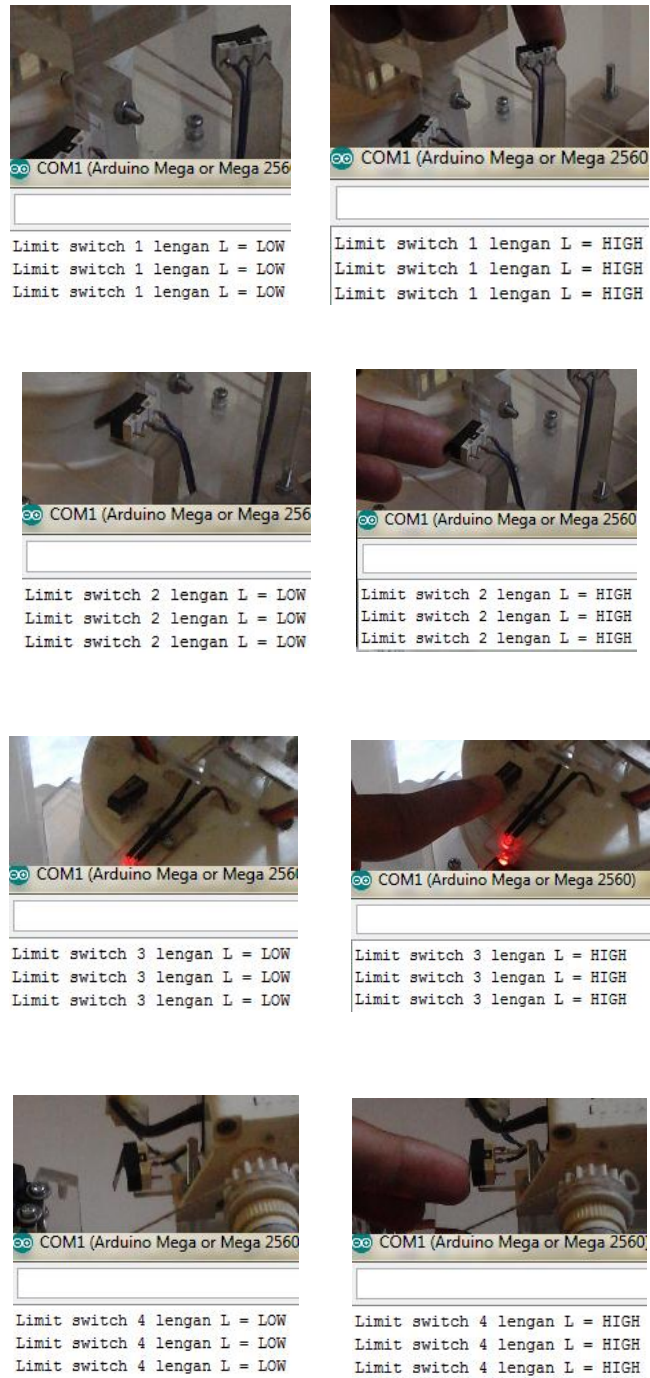 COM1 (Arduino Mega or Mega 256
Limit switch 1 lengan L = LOW
Limit switch 1 lengan L = LOW
Limit switch 1 lengan L = LOW
COM1 (Arduino Mega or Mega 2560
Limit switch 1 lengan L = HIGH
Limit switch 1 lengan L = HIGH
Limit switch 1 lengan L = HIGH
COM1 (Arduino Mega or Mega 256
Limit switch 2 lengan L = LOW
Limit switch 2 lengan L = LOW
Limit switch 2 lengan L = LOW
COM1 (Arduino Mega or Mega 2560
Limit switch 2 lengan L = HIGH
Limit switch 2 lengan L = HIGH
Limit switch 2 lengan L = HIGH
COM1 (Arduino Mega or Mega 2560
Limit switch 3 lengan L = LOW
Limit switch 3 lengan L = LOW
Limit switch 3 lengan L = LOW
COM1 (Arduino Mega or Mega 2560)
Limit switch 3 lengan L = HIGH
Limit switch 3 lengan L = HIGH
Limit switch 3 lengan L = HIGH
COM1 (Arduino Mega or Mega 2560
Limit switch 4 lengan L = LOW
Limit switch 4 lengan L = LOW
Limit switch 4 lengan L = LOW
COM1 (Arduino Mega or Mega 2560)
Limit switch 4 lengan L = HIGH
Limit switch 4 lengan L = HIGH
Limit switch 4 lengan L = HIGH